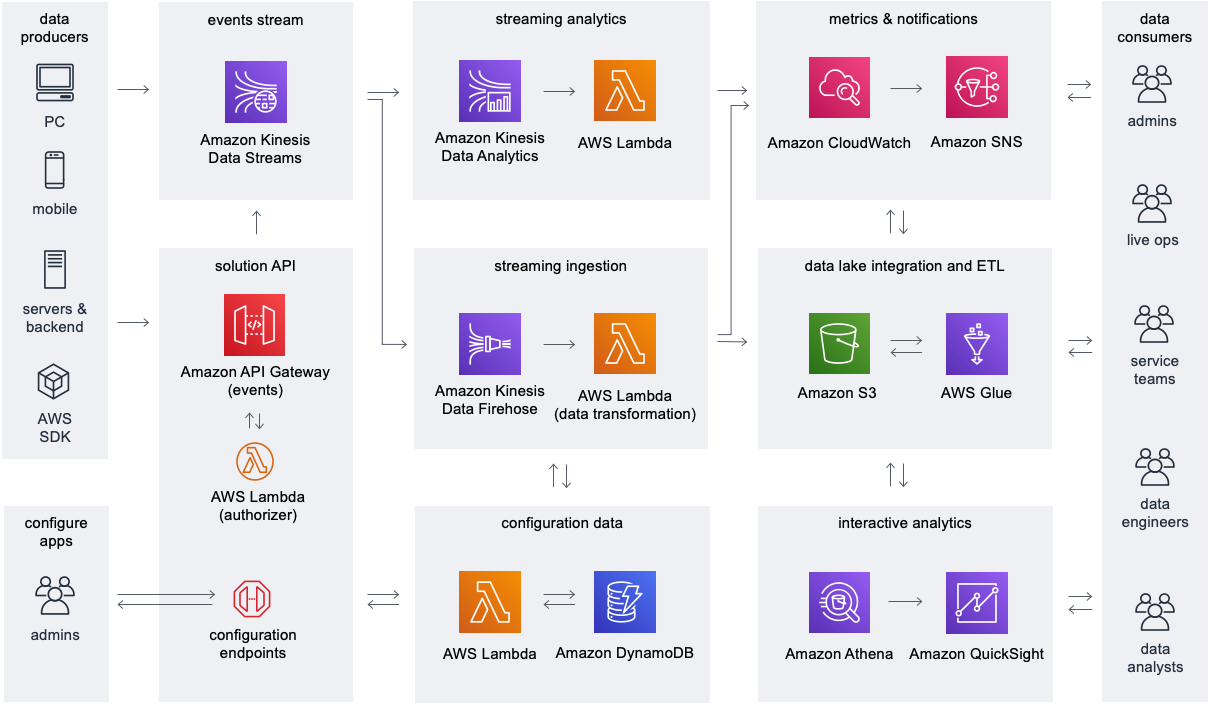 data
producers
PC
mobile
servers &
backend
AWS
SDK
configure
apps
admins
events stream
Amazon Kinesis
Data Streams
solution API
Amazon API Gateway
(events)
AWS Lambda
(authorizer)
configuration
endpoints
streaming analytics
Amazon Kinesis
Data Analytics
AWS Lambda
streaming ingestion
Amazon Kinesis
Data Firehose
AWS Lambda
(data transformation)
configuration data
AWS Lambda
Amazon DynamoDB
metrics & notifications
Amazon CloudWatch
Amazon SNS
data lake integration and ETL
Amazon S3
AWS Glue
interactive analytics
Amazon Athena
Amazon QuickSight
data
consumers
admins
live ops
service
teams
data
engineers
data
analysts